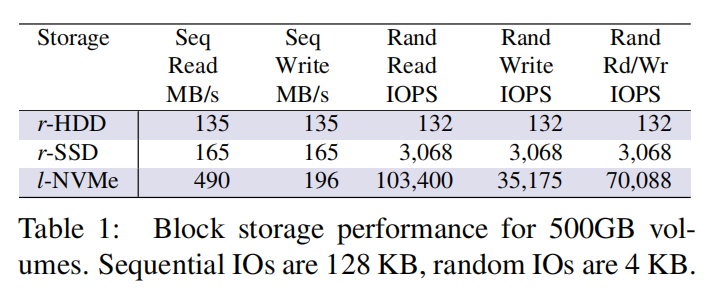 Storage Seq Seq Rand Rand Rand
Read Write Read Write Rd/Wr
MB/s MB/s IOPS IOPS IOPS
r-HDD 135 135 132 132 132
r-SSD 165 165 3,068 3,068 3,068
l-NVMe 490 196 103,400 35,175 70,088
Table 1: Block storage performance for 500GB vol-
umes. Sequential IOs are 128 KB, random IOs are 4 KB.